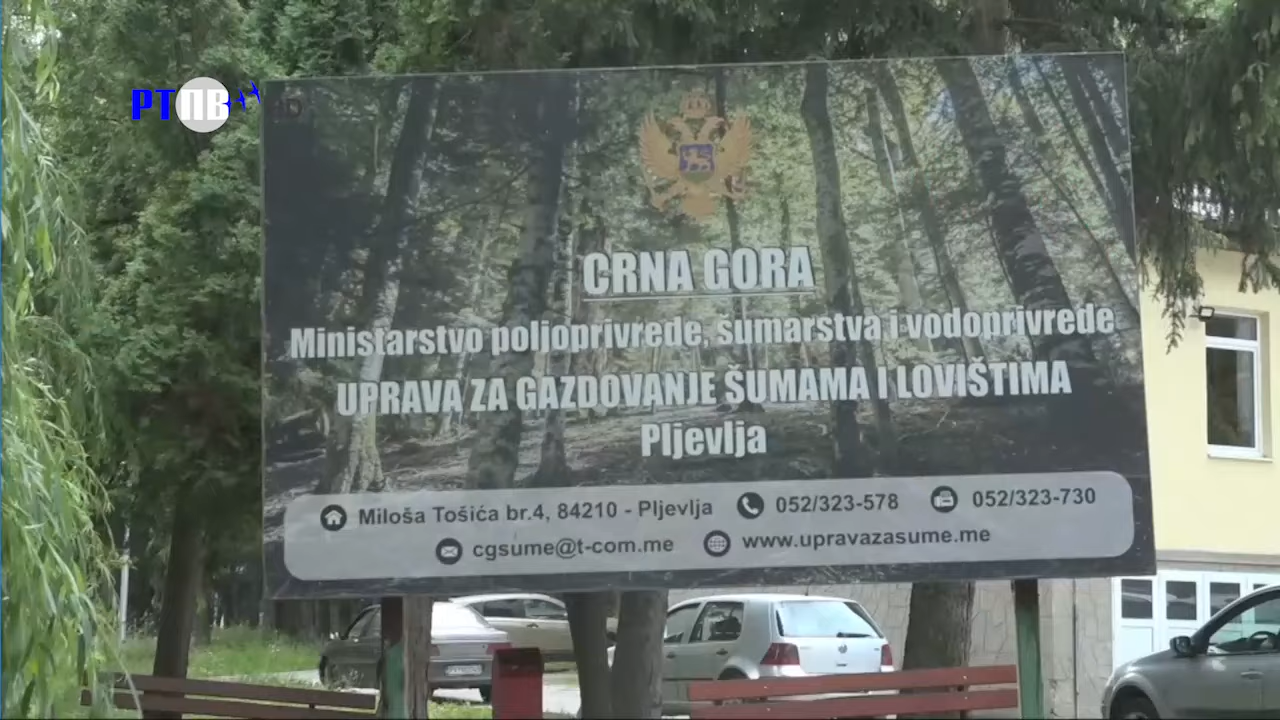 РТПВ
CRNA GORA
Ministarstvo poljoprivrede, šumarstva i vodoprivrede
UPRAVA ZA GAZDOVANJE ŠUMAMA I LOVIŠTIMA
Pljevlja
Miloša Tošića br.4, 84210 - Pljevlja 052/323-578 052/323-730
cgsume@t-com.me www.upravazasume.me